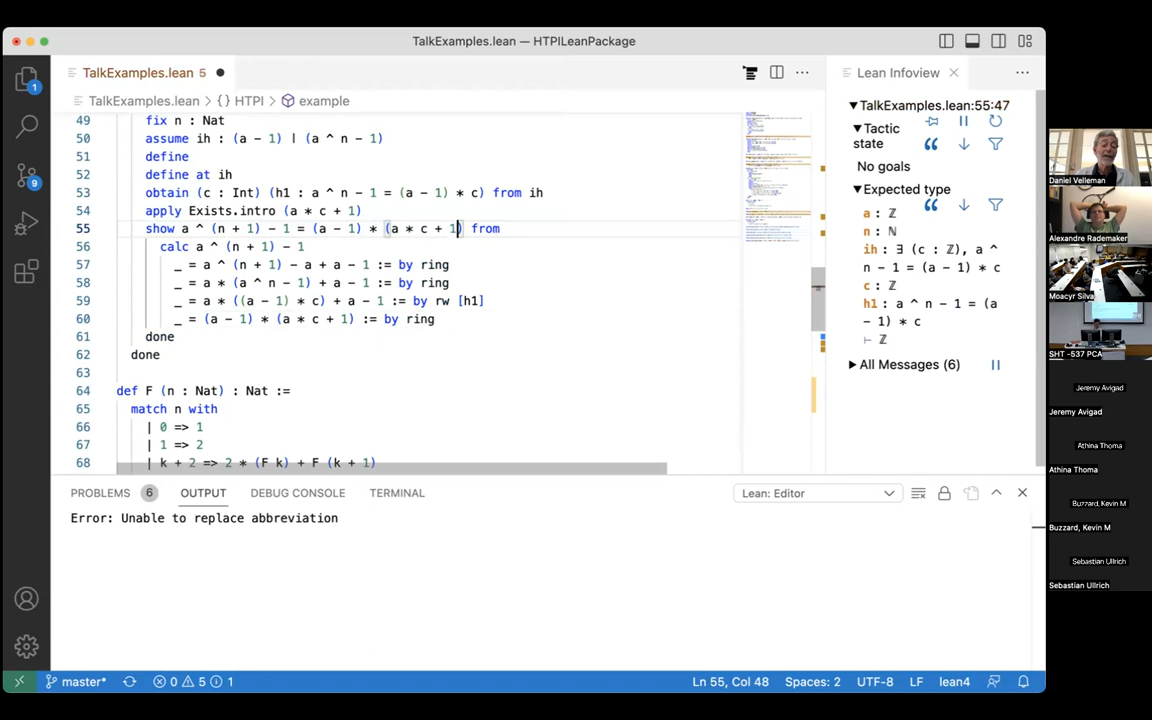 TalkExamples.lean — HTPILeanPackage
TalkExamples.lean 5
Lean Infoview
TalkExamples.lean > {} HTPI > example
1
9
49 fix n : Nat
50 assume ih : (a - 1) | (a ^ n - 1)
51 define
52 define at ih
53 obtain (c : Int) (h1 : a ^ n - 1 = (a - 1) * c) from ih
54 apply Exists.intro (a * c + 1)
55 show a ^ (n + 1) - 1 = (a - 1) * (a * c + 1) from
56 calc a ^ (n + 1) - 1
57 _ = a ^ (n + 1) - a + a - 1 := by ring
58 _ = a * (a ^ n - 1) + a - 1 := by ring
59 _ = a * ((a - 1) * c) + a - 1 := by rw [h1]
60 _ = (a - 1) * (a * c + 1) := by ring
61 done
62 done
63
64 def F (n : Nat) : Nat :=
65 match n with
66 | 0 => 1
67 | 1 => 2
68 | k + 2 => 2 * (F k) + F (k + 1)
TalkExamples.lean:55:47
Tactic state
No goals
Expected type
a : ℤ
n : ℕ
ih : ∃ (c : ℤ), a ^
n - 1 = (a - 1) * c
c : ℤ
h1 : a ^ n - 1 = (a
- 1) * c
⊢ ℤ
All Messages (6)
PROBLEMS 6 OUTPUT DEBUG CONSOLE TERMINAL
Lean: Editor
Error: Unable to replace abbreviation
master* 0 5 1
Ln 55, Col 48 Spaces: 2 UTF-8 LF lean4
Daniel Velleman
Alexandre Rademaker
Moacyr Silva
SHT -537 PCA
Jeremy Avigad
Jeremy Avigad
Athina Thoma
Athina Thoma
Buzzard, Kevin M
Buzzard, Kevin M
Sebastian Ullrich
Sebastian Ullrich